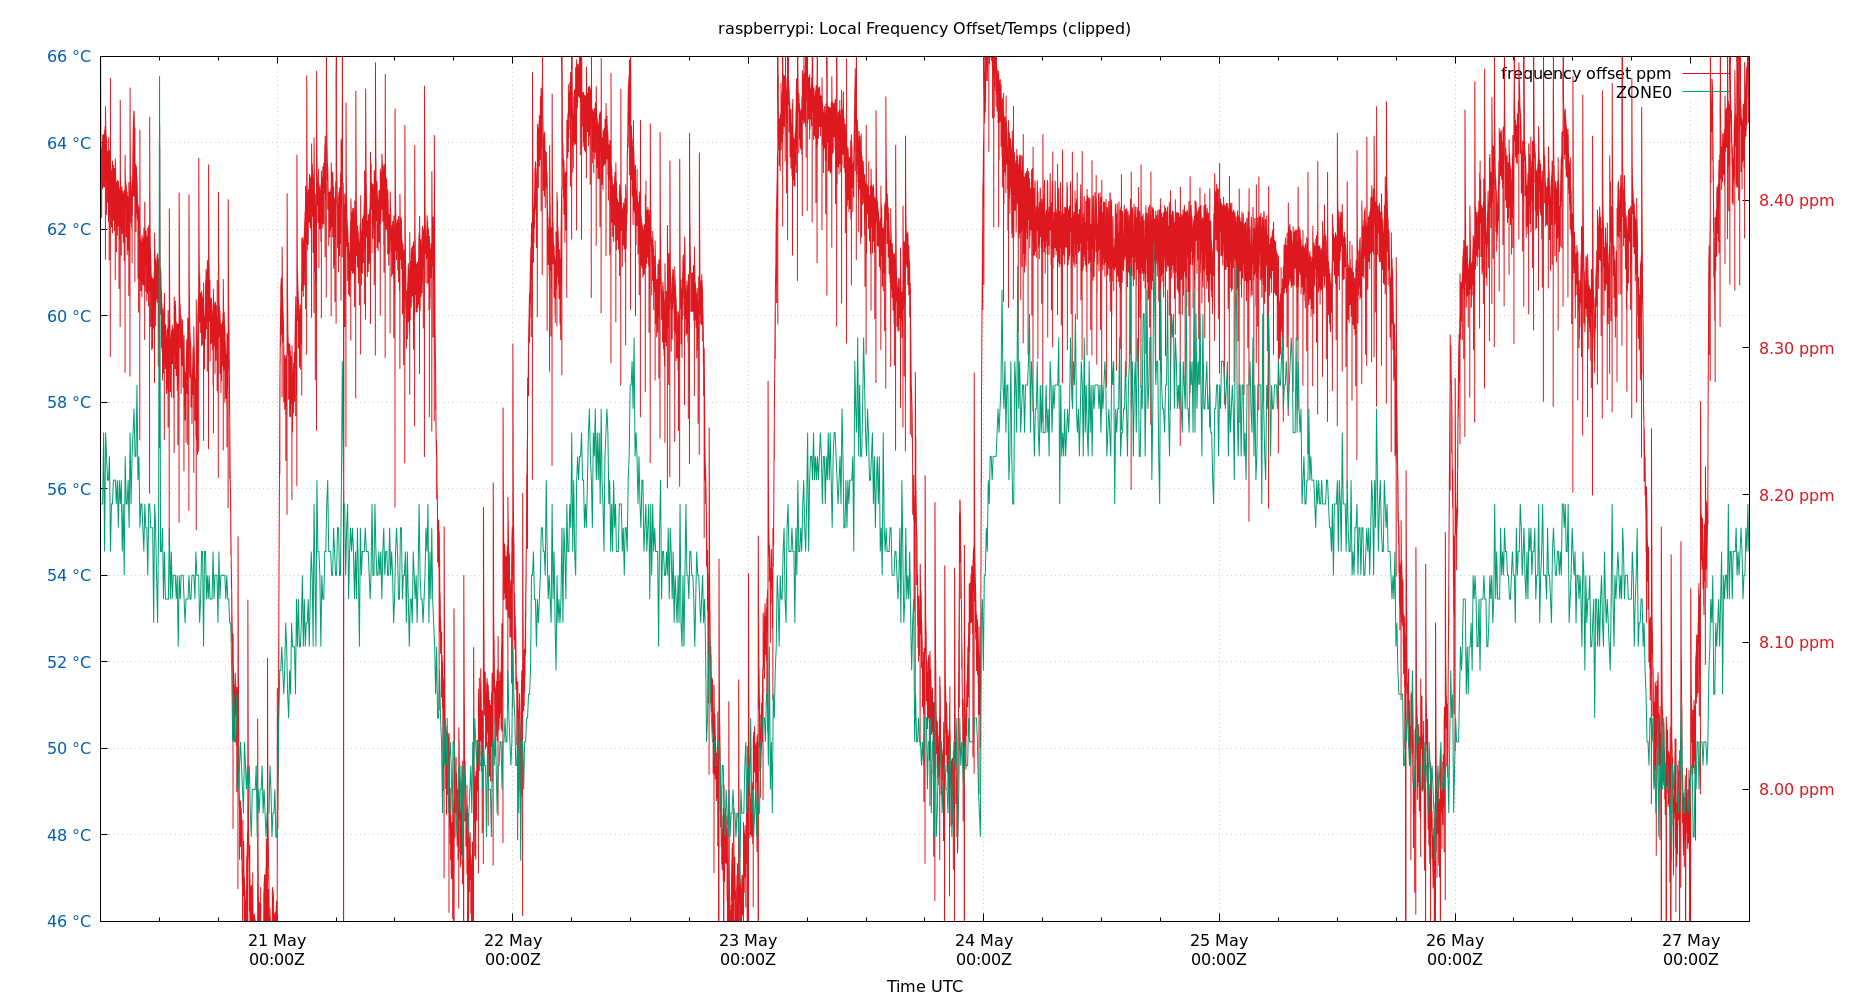 raspberrypi: Local Frequency Offset/Temps (clipped)
66 °C
64 °C
62 °C
60 °C
58 °C
56 °C
54 °C
52 °C
50 °C
48 °C
46 °C
frequency offset ppm
ZONE0
8.40 ppm
8.30 ppm
8.20 ppm
8.10 ppm
8.00 ppm
21 May 22 May 23 May 24 May 25 May 26 May 27 May
00:00Z 00:00Z 00:00Z 00:00Z 00:00Z 00:00Z 00:00Z
Time UTC